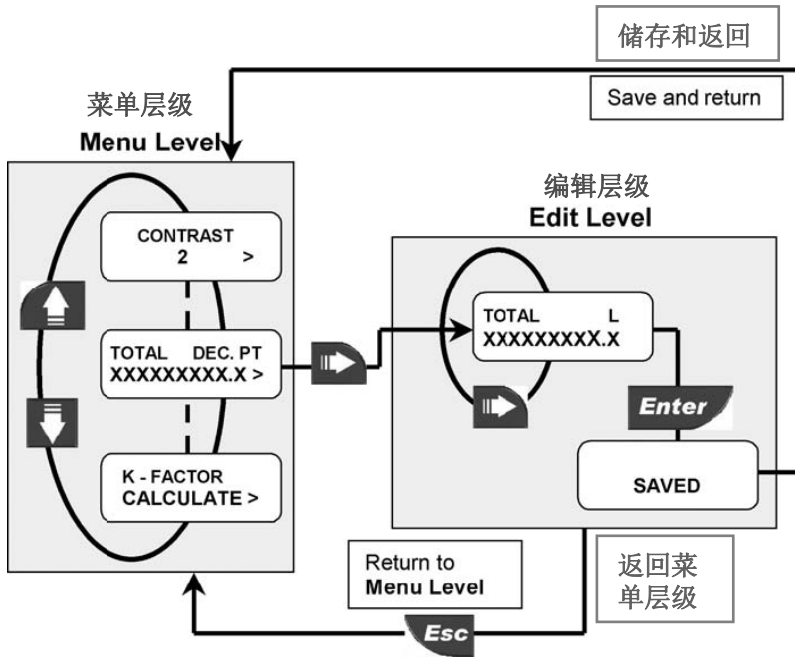 储存和返回
Save and return
菜单层级
Menu Level
CONTRAST
2 >
TOTAL DEC. PT
XXXXXXXXX.X >
K - FACTOR
CALCULATE >
编辑层级
Edit Level
TOTAL L
XXXXXXXXX.X
Enter
SAVED
Return to
Menu Level
Esc
返回菜
单层级